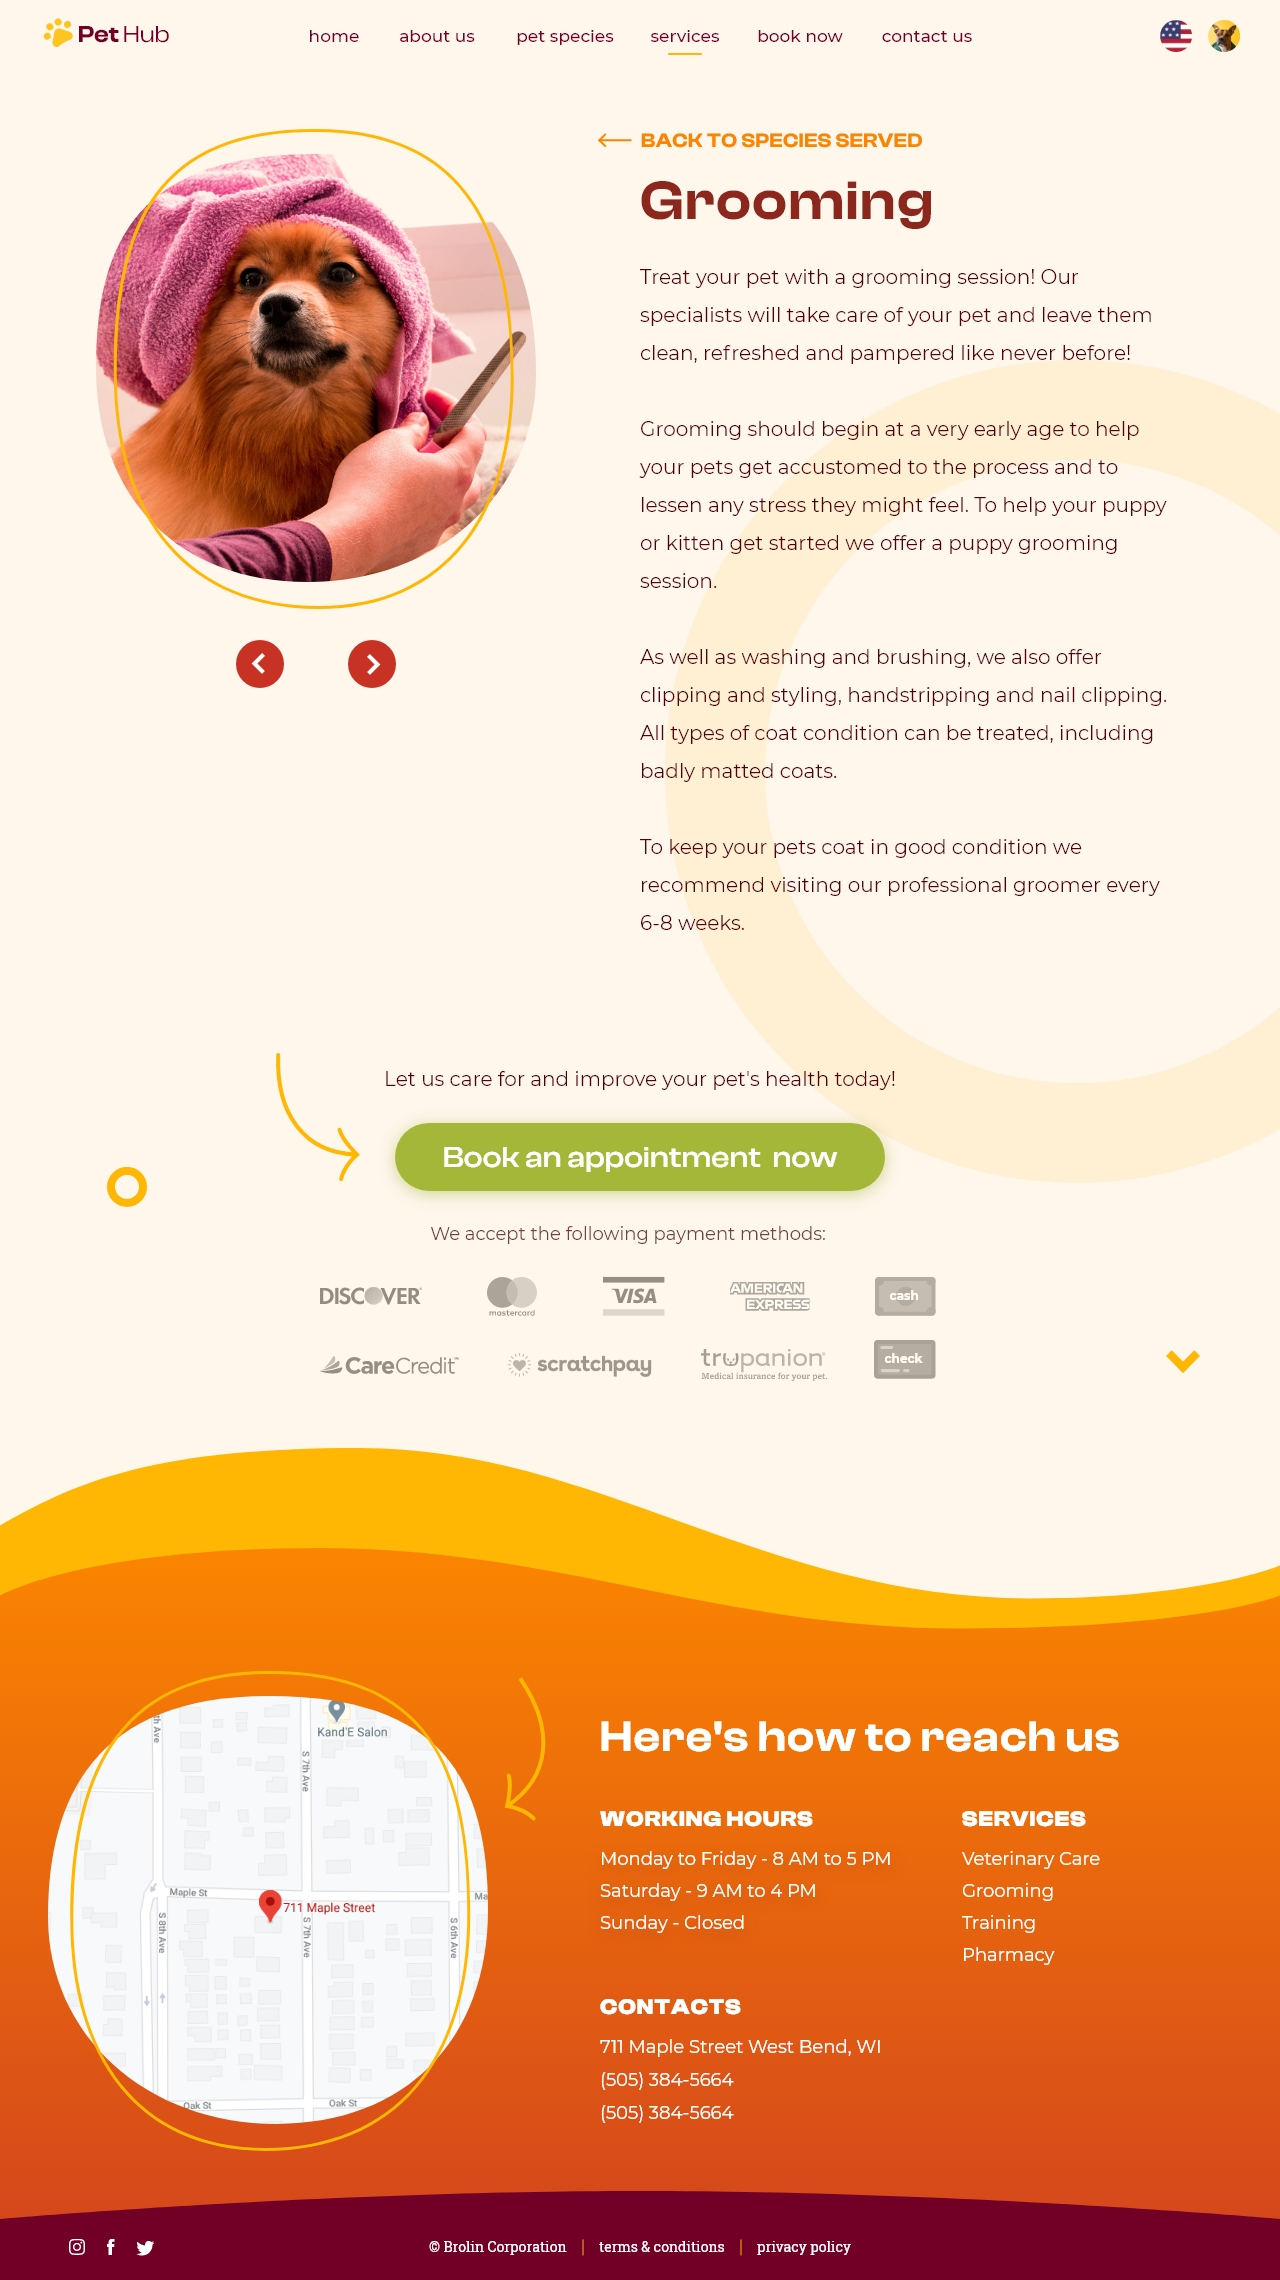 Pet Hub
home about us pet species services book now contact us
BACK TO SPECIES SERVED
Grooming
Treat your pet with a grooming session! Our
specialists will take care of your pet and leave them
clean, refreshed and pampered like never before!
Grooming should begin at a very early age to help
your pets get accustomed to the process and to
lessen any stress they might feel. To help your puppy
or kitten get started we offer a puppy grooming
session.
As well as washing and brushing, we also offer
clipping and styling, handstripping and nail clipping.
All types of coat condition can be treated, including
badly matted coats.
To keep your pets coat in good condition we
recommend visiting our professional groomer every
6-8 weeks.
Let us care for and improve your pet's health today!
Book an appointment now
We accept the following payment methods:
DISCOVER
mastercard
VISA
AMERICAN
EXPRESS
cash
CareCredit™
scratchpay
trupanion
Medical insurance for your pet.
check
Kand'E Salon
th Ave
S 7th Ave
Maple St
Ma
711 Maple Street
S 8th Ave
S 7th Ave
S 6th Ave
Oak St
Oak St
Here's how to reach us
WORKING HOURS
Monday to Friday - 8 AM to 5 PM
Saturday - 9 AM to 4 PM
Sunday - Closed
SERVICES
Veterinary Care
Grooming
Training
Pharmacy
CONTACTS
711 Maple Street West Bend, WI
(505) 384-5664
(505) 384-5664
© Brolin Corporation | terms & conditions | privacy policy